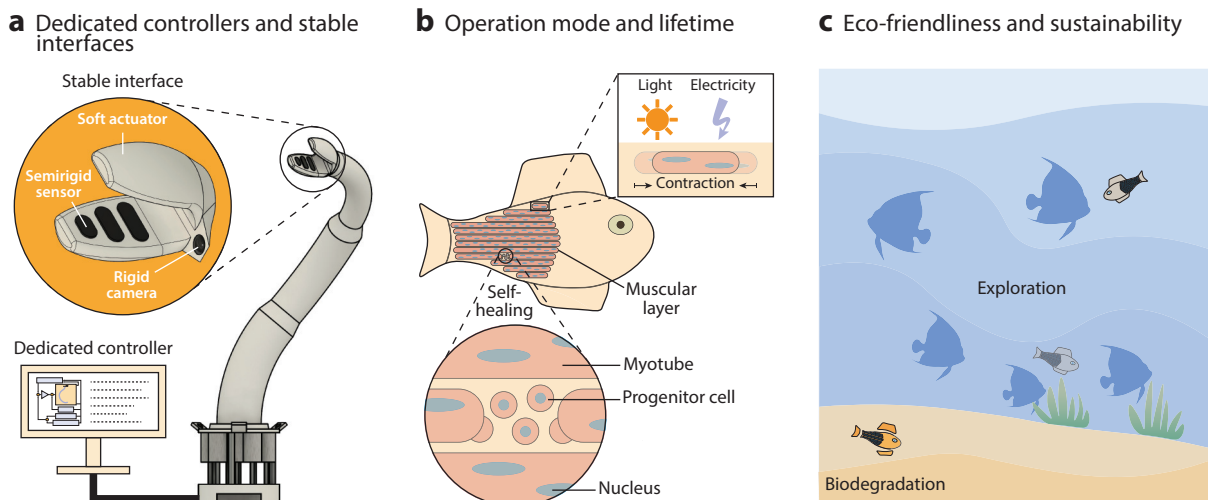 a Dedicated controllers and stable
interfaces
Stable interface
Soft actuator
Semirigid
sensor
Rigid
camera
Dedicated controller
b Operation mode and lifetime
Light
Electricity
Contraction
Self-
healing
Muscular
layer
Myotube
Progenitor cell
Nucleus
c Eco-friendliness and sustainability
Exploration
Biodegradation